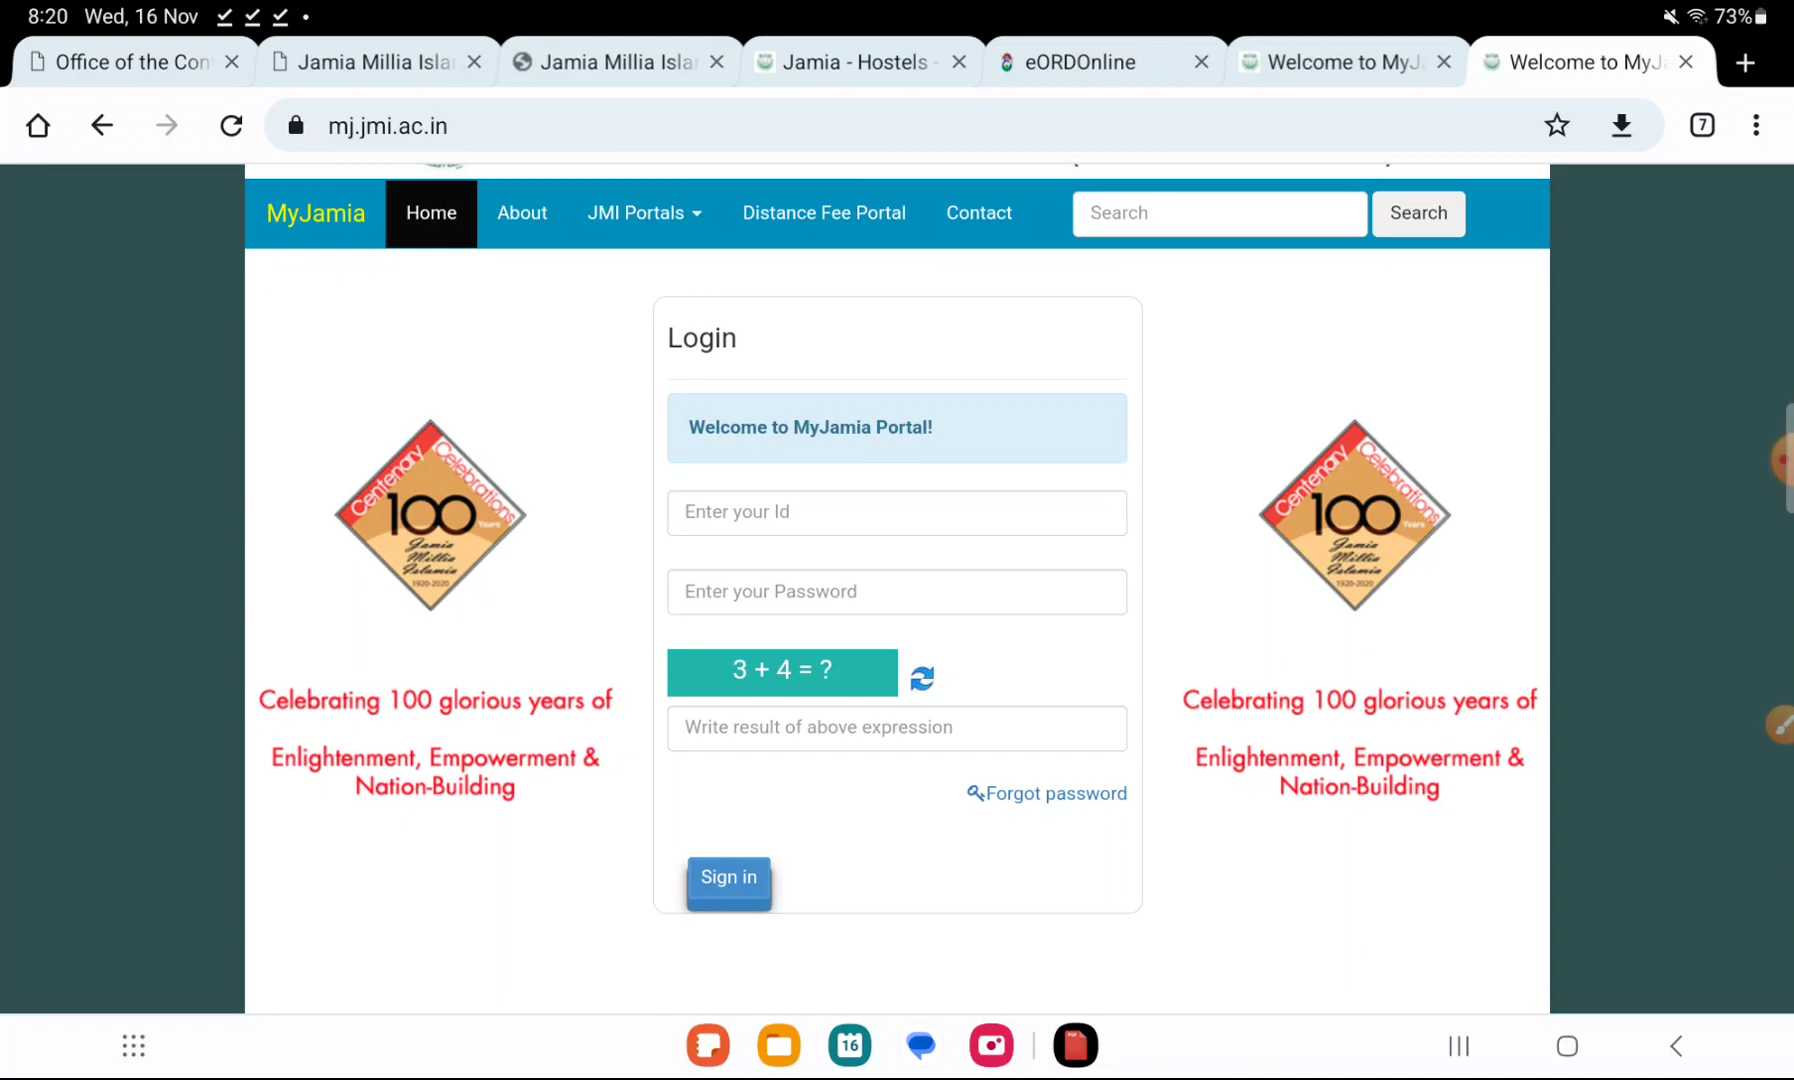 8:20 Wed, 16 Nov 73%
Office of the Con
Jamia Millia Isla
Jamia Millia Isla
Jamia - Hostels -
eORDOnline
Welcome to MyJ
Welcome to MyJ
mj.jmi.ac.in
7
MyJamia Home About JMI Portals Distance Fee Portal Contact Search Search
Login
Welcome to MyJamia Portal!
Enter your Id
Enter your Password
3 + 4 = ?
Write result of above expression
Forgot password
Sign in
Centenary Celebrations
100 Years
Jamia
Millia
Islamia
1920-2020
Celebrating 100 glorious years of
Enlightenment, Empowerment &
Nation-Building
Centenary Celebrations
100 Years
Jamia
Millia
Islamia
1920-2020
Celebrating 100 glorious years of
Enlightenment, Empowerment &
Nation-Building
16